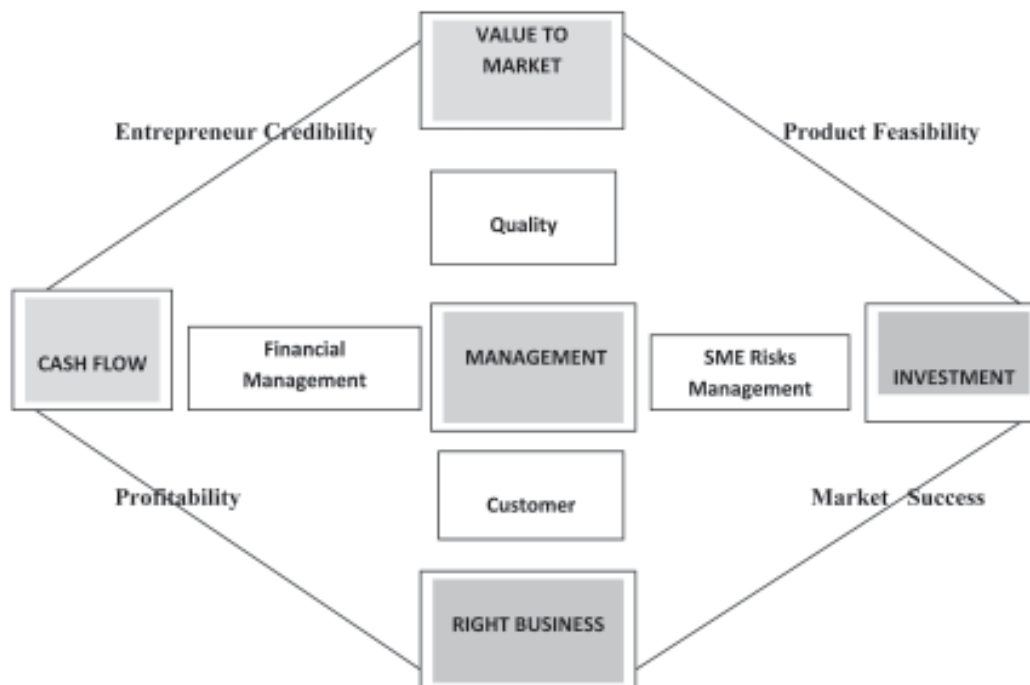 VALUE TO
MARKET
Entrepreneur Credibility
Product Feasibility
Quality
CASH FLOW
Financial
Management
MANAGEMENT
SME Risks
Management
INVESTMENT
Profitability
Customer
Market Success
RIGHT BUSINESS